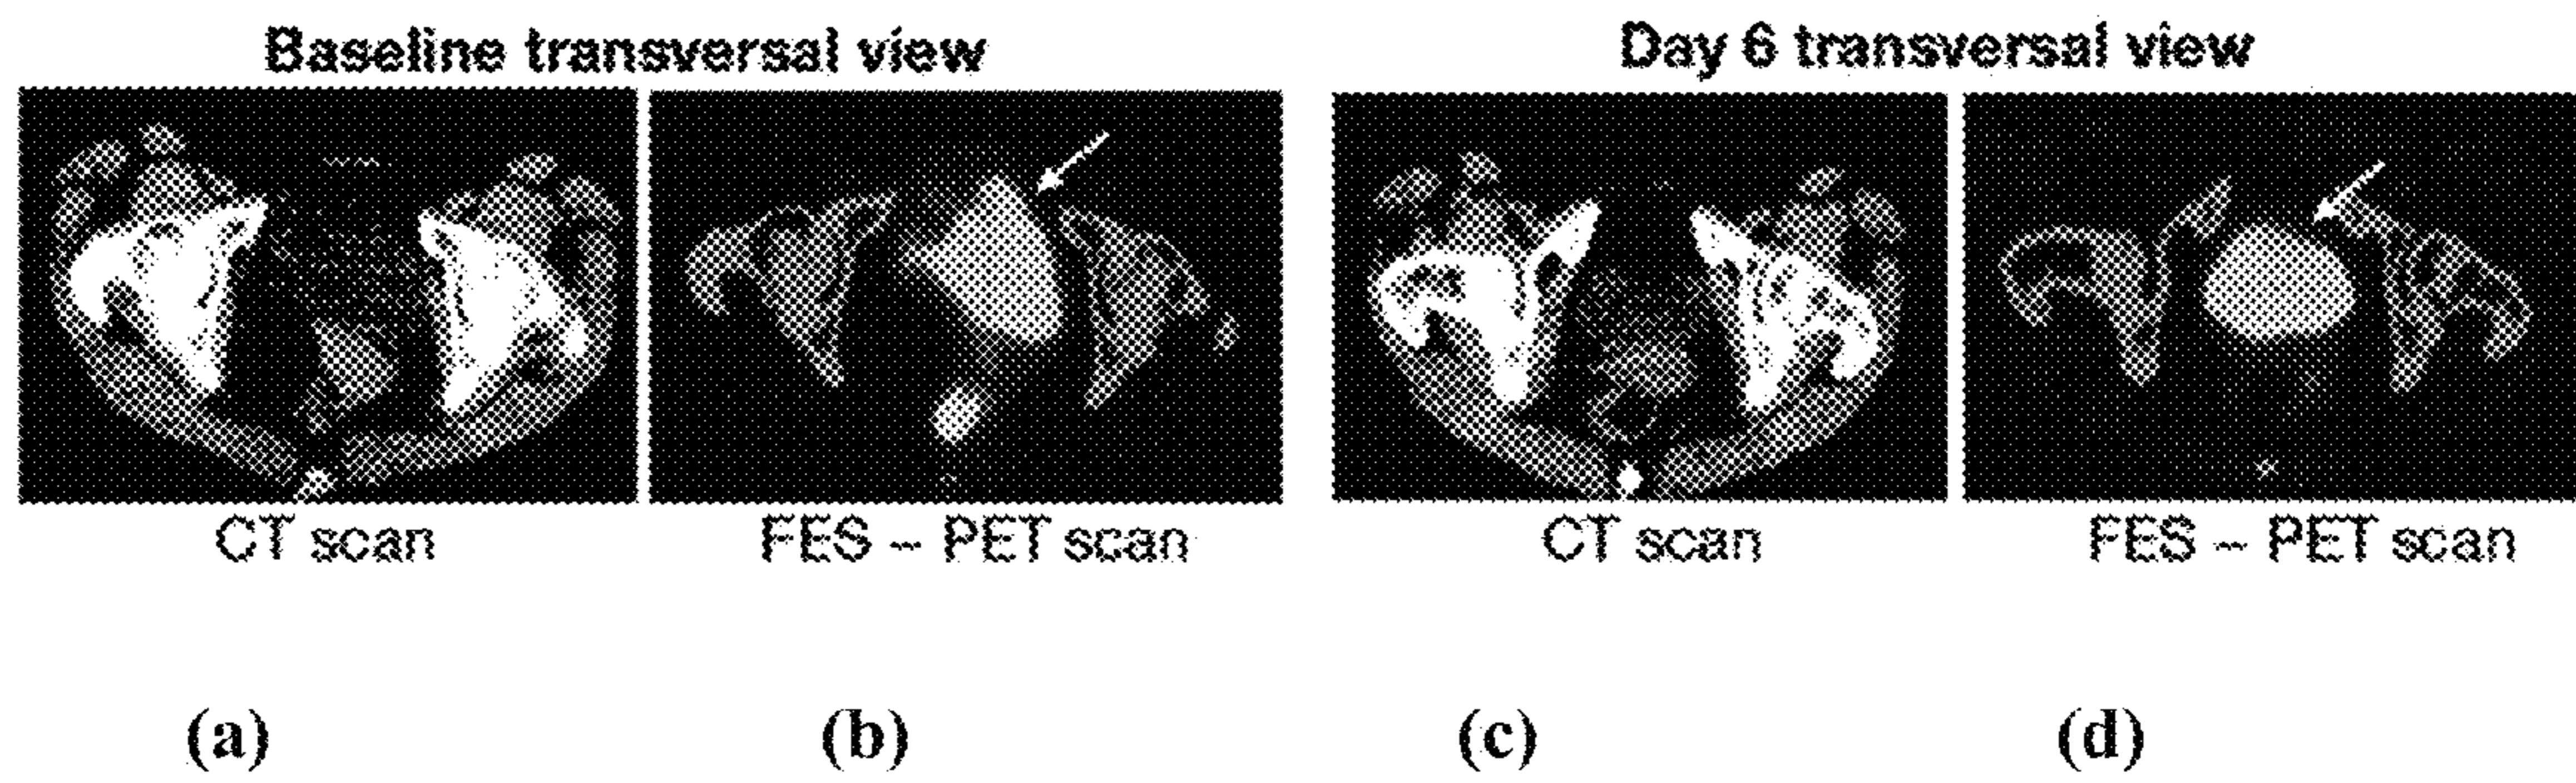 Baseline transversal view
Day 6 transversal view
CT scan
FES – PET scan
CT scan
FES – PET scan
(a)
(b)
(c)
(d)